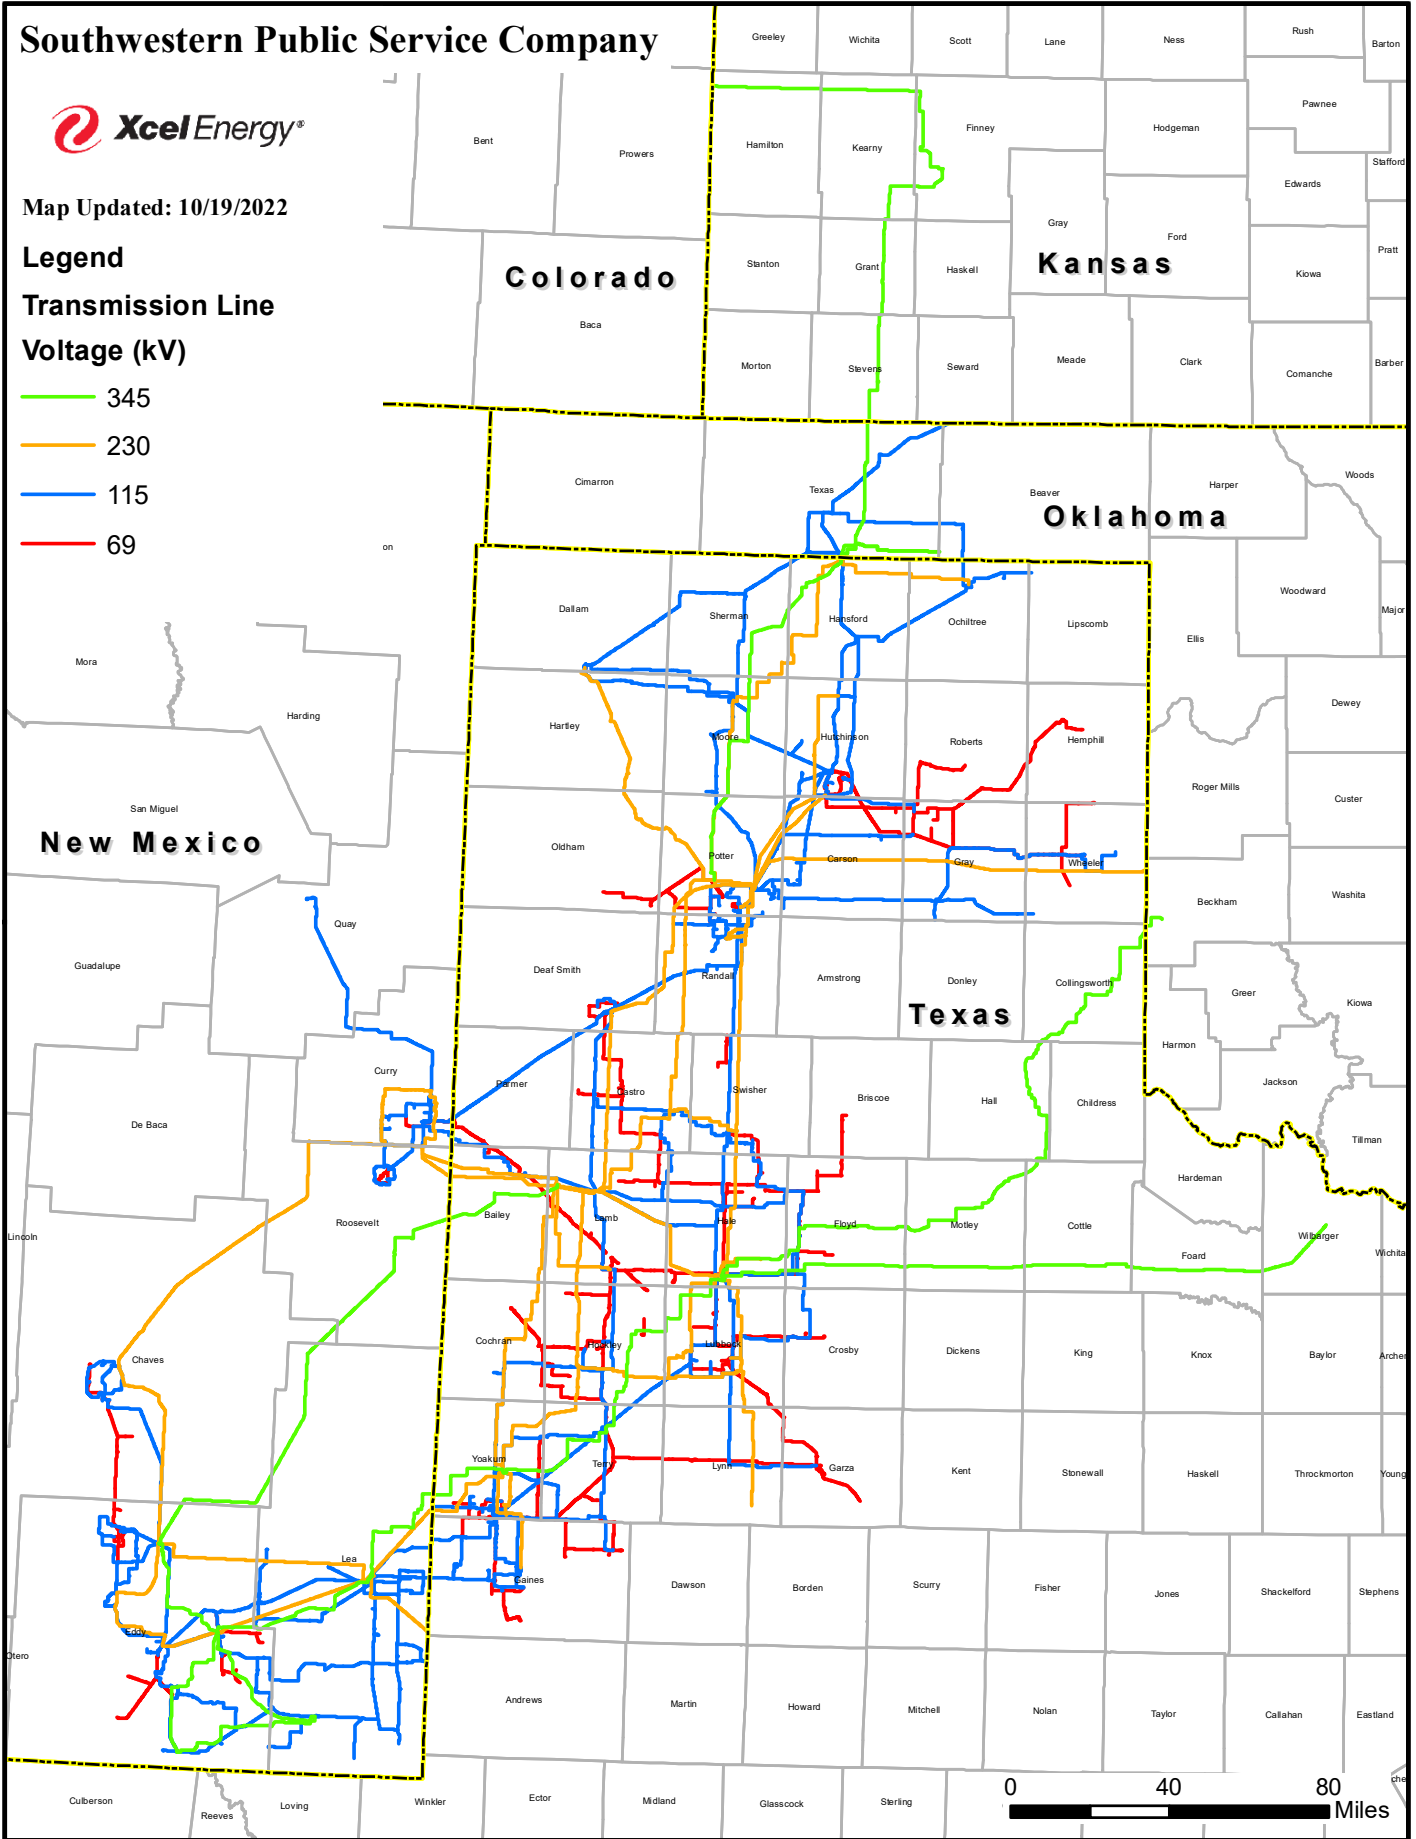 Southwestern Public Service Company
Xcel Energy®
Map Updated: 10/19/2022
Legend
Transmission Line
Voltage (kV)
345
230
115
69
Greeley
Wichita
Scott
Lane
Ness
Rush
Barton
Bent
Prowers
Hamilton
Kearny
Finney
Hodgeman
Pawnee
Stafford
Edwards
Gray
Ford
Pratt
Colorado
Kansas
Stanton
Grant
Haskell
Kiowa
Baca
Morton
Stevens
Seward
Meade
Clark
Comanche
Barber
Cimarron
Texas
Beaver
Harper
Woods
Oklahoma
on
Dallam
Sherman
Hansford
Ochiltree
Lipscomb
Ellis
Woodward
Major
Mora
Harding
Hartley
Moore
Hutchinson
Roberts
Hemphill
Dewey
San Miguel
Roger Mills
Custer
New Mexico
Oldham
Potter
Carson
Gray
Wheeler
Quay
Beckham
Washita
Guadalupe
Deaf Smith
Randall
Armstrong
Donley
Collingsworth
Greer
Kiowa
Texas
Harmon
Curry
Parmer
Castro
Swisher
Briscoe
Hall
Childress
Jackson
De Baca
Tillman
Hardeman
Lincoln
Roosevelt
Bailey
Lamb
Hale
Floyd
Motley
Cottle
Foard
Wilbarger
Wichita
Chaves
Cochran
Hockley
Lubbock
Crosby
Dickens
King
Knox
Baylor
Archer
Yoakum
Terry
Lynn
Garza
Kent
Stonewall
Haskell
Throckmorton
Young
Lea
Gaines
Dawson
Borden
Scurry
Fisher
Jones
Shackelford
Stephens
Eddy
Otero
Andrews
Martin
Howard
Mitchell
Nolan
Taylor
Callahan
Eastland
Culberson
Reeves
Loving
Winkler
Ector
Midland
Glasscock
Sterling
che
0 40 80
Miles